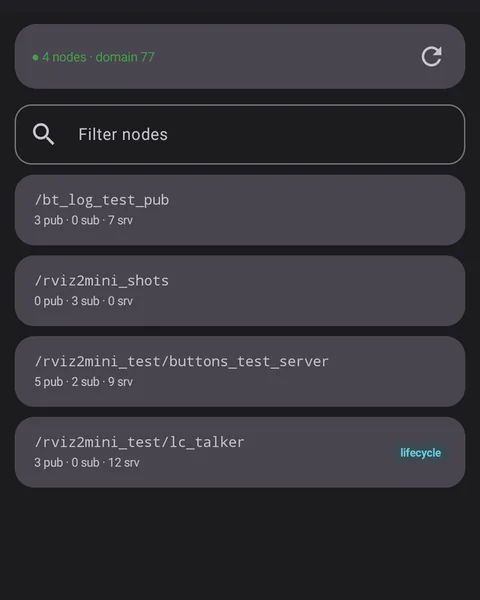 ● 4 nodes · domain 77
Filter nodes
/bt_log_test_pub
3 pub · 0 sub · 7 srv
/rviz2mini_shots
0 pub · 3 sub · 0 srv
/rviz2mini_test/buttons_test_server
5 pub · 2 sub · 9 srv
/rviz2mini_test/lc_talker
3 pub · 0 sub · 12 srv
lifecycle